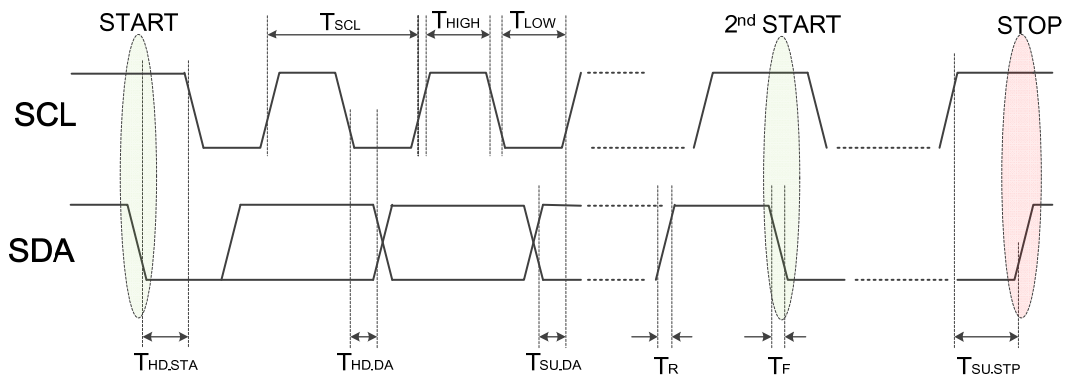 START
TSCL
THIGH
TLOW
2nd START
STOP
SCL
SDA
THD.STA
THD.DA
TSU.DA
TR
TF
TSU.STP